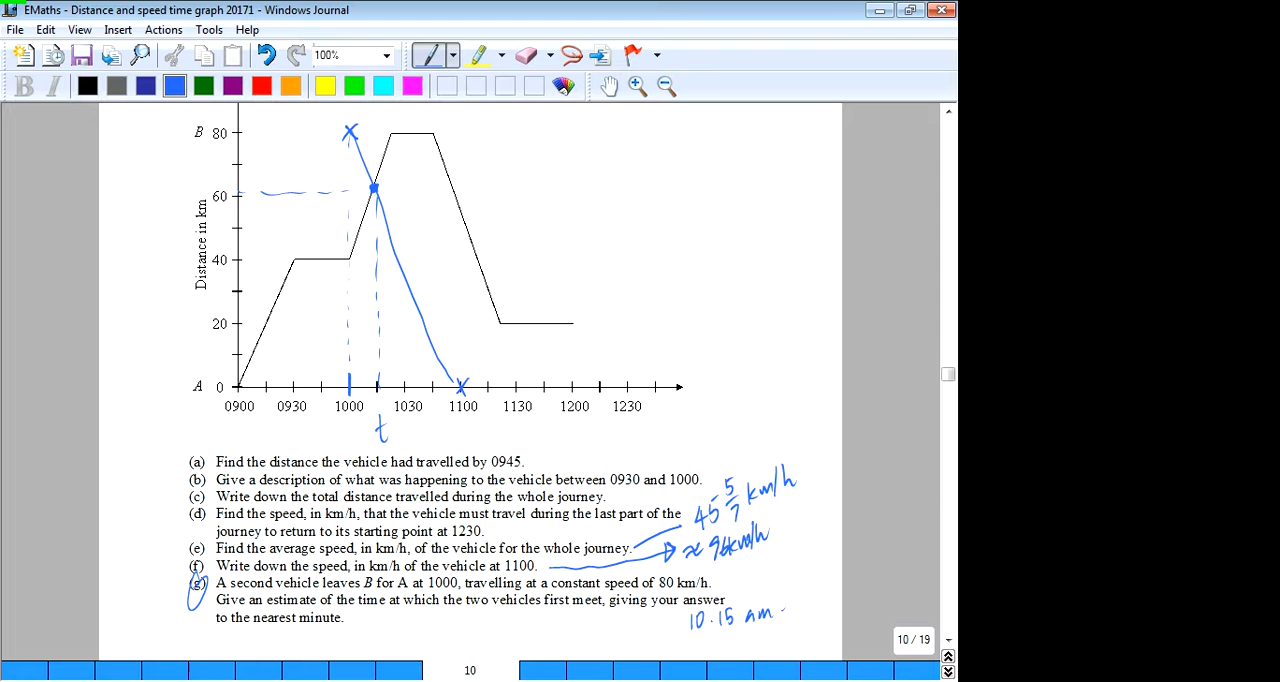 EMaths - Distance and speed time graph 20171 - Windows Journal
File Edit View Insert Actions Tools Help
100%
B I
B 80
60
Distance in km
40
20
A 0
0900 0930 1000 1030 1100 1130 1200 1230
t
(a) Find the distance the vehicle had travelled by 0945.
(b) Give a description of what was happening to the vehicle between 0930 and 1000.
(c) Write down the total distance travelled during the whole journey.
(d) Find the speed, in km/h, that the vehicle must travel during the last part of the
journey to return to its starting point at 1230.
45 5/7 km/h
(e) Find the average speed, in km/h, of the vehicle for the whole journey.
≈ 96km/h
(f) Write down the speed, in km/h of the vehicle at 1100.
(g) A second vehicle leaves B for A at 1000, travelling at a constant speed of 80 km/h.
Give an estimate of the time at which the two vehicles first meet, giving your answer
to the nearest minute.
10.15 am
10 / 19
10